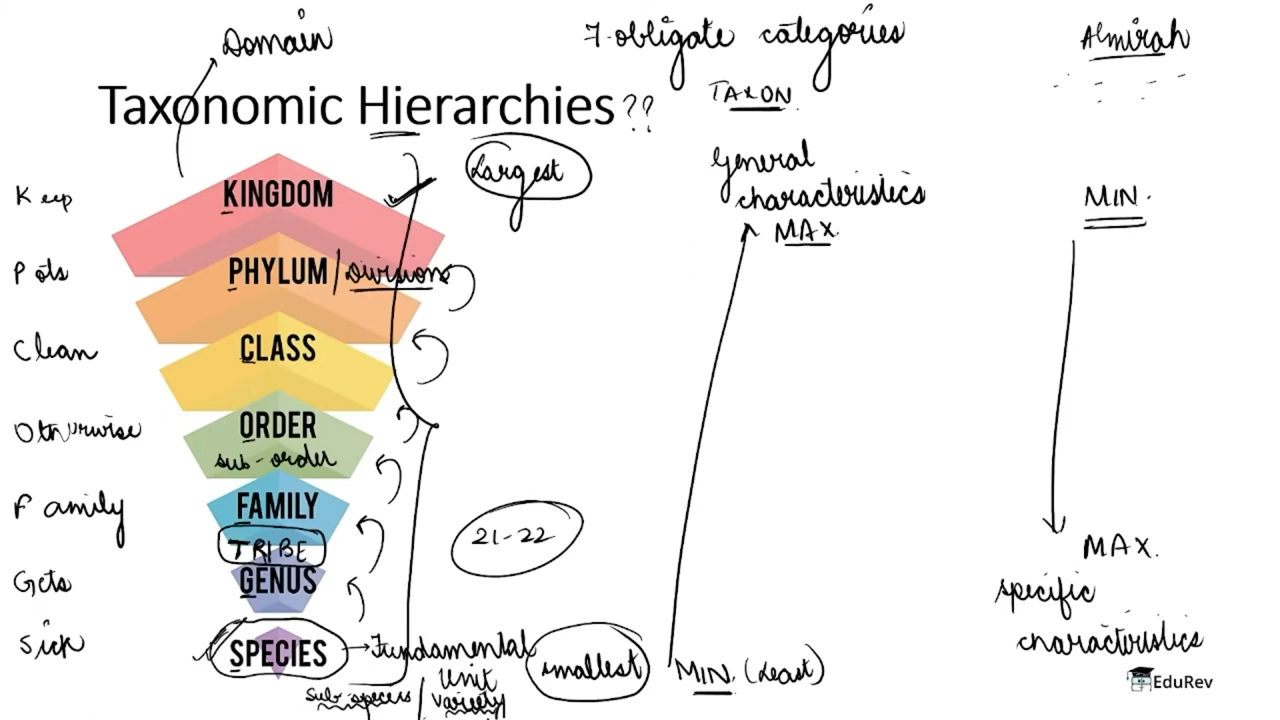 Domain
7-obligate categories
Almirah
Taxonomic Hierarchies??
TAXON
Largest
General
characteristics
MAX.
MIN.
Keep
KINGDOM
Pots
PHYLUM/Divisions
Clean
CLASS
Otherwise
ORDER
sub-order
Family
FAMILY
TRIBE
21-22
Gets
GENUS
MAX.
specific
characteristics
Sick
SPECIES
Fundamental
Unit
smallest
MIN. (Least)
Sub species / Variety
EduRev